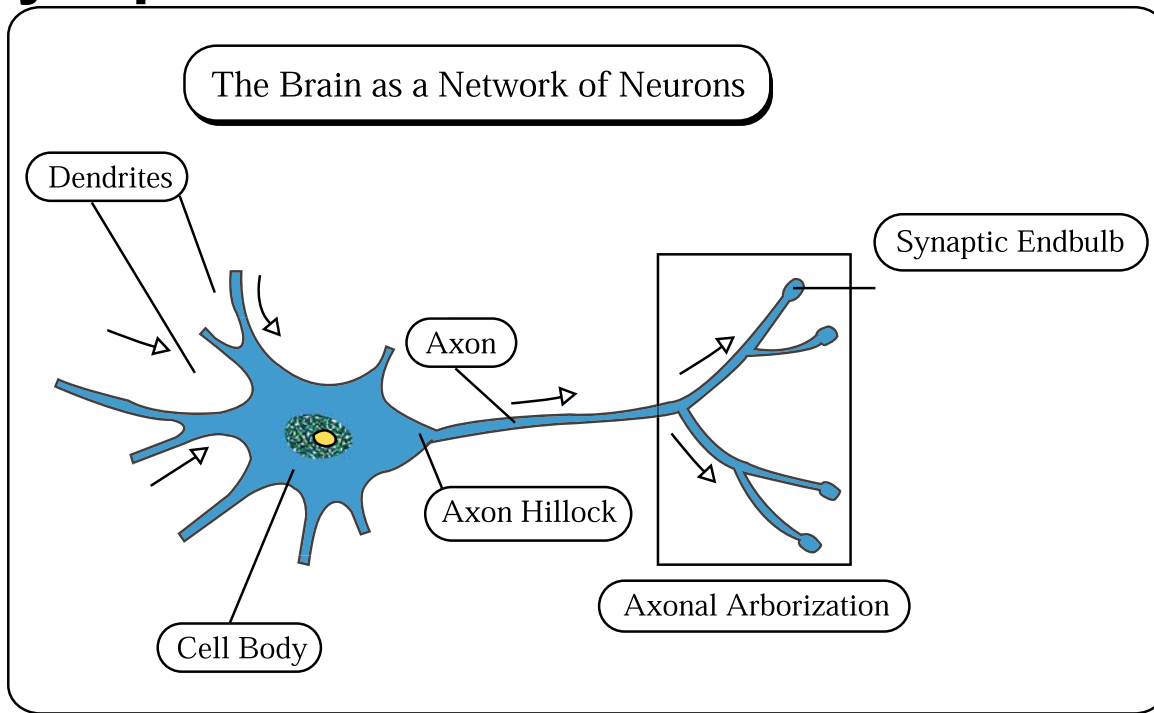 The Brain as a Network of Neurons
Dendrites
Synaptic Endbulb
Axon
Axon Hillock
Axonal Arborization
Cell Body